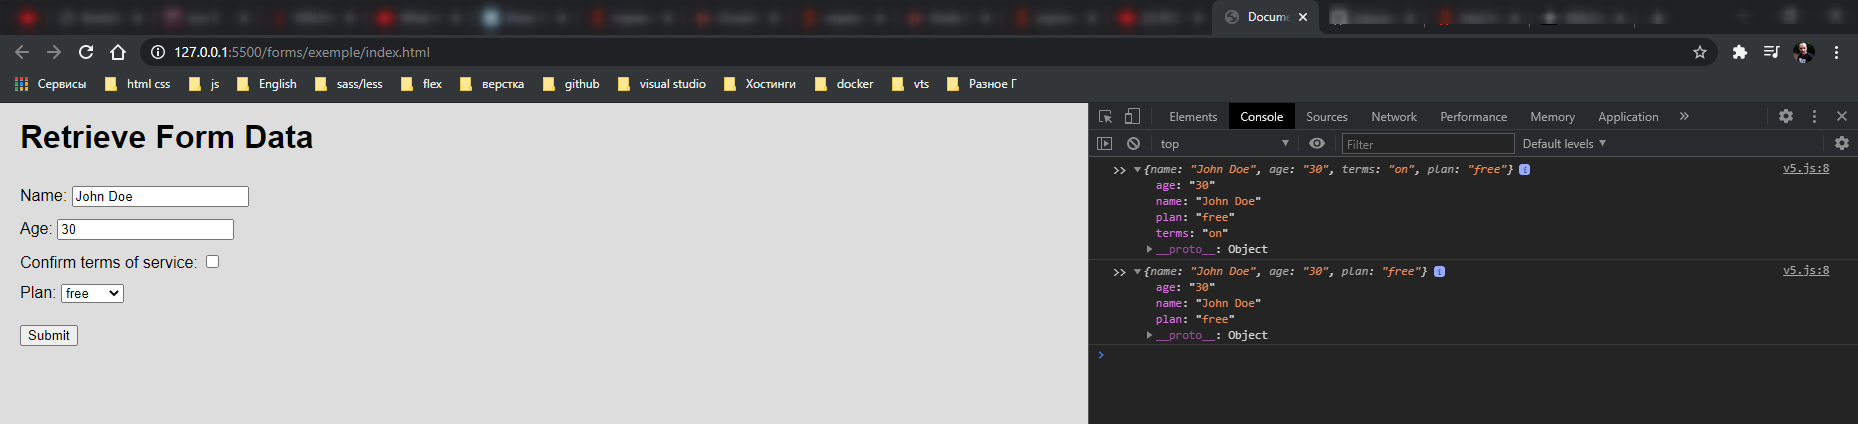 Docume
127.0.0.1:5500/forms/exemple/index.html
Сервисы html css js English sass/less flex верстка github visual studio Хостинги docker vts Разное Г
Retrieve Form Data
Name: John Doe
Age: 30
Confirm terms of service:
Plan: free
Submit
Elements Console Sources Network Performance Memory Application »
top Filter Default levels
>> {name: "John Doe", age: "30", terms: "on", plan: "free"} v5.js:8
age: "30"
name: "John Doe"
plan: "free"
terms: "on"
__proto__: Object
>> {name: "John Doe", age: "30", plan: "free"} v5.js:8
age: "30"
name: "John Doe"
plan: "free"
__proto__: Object